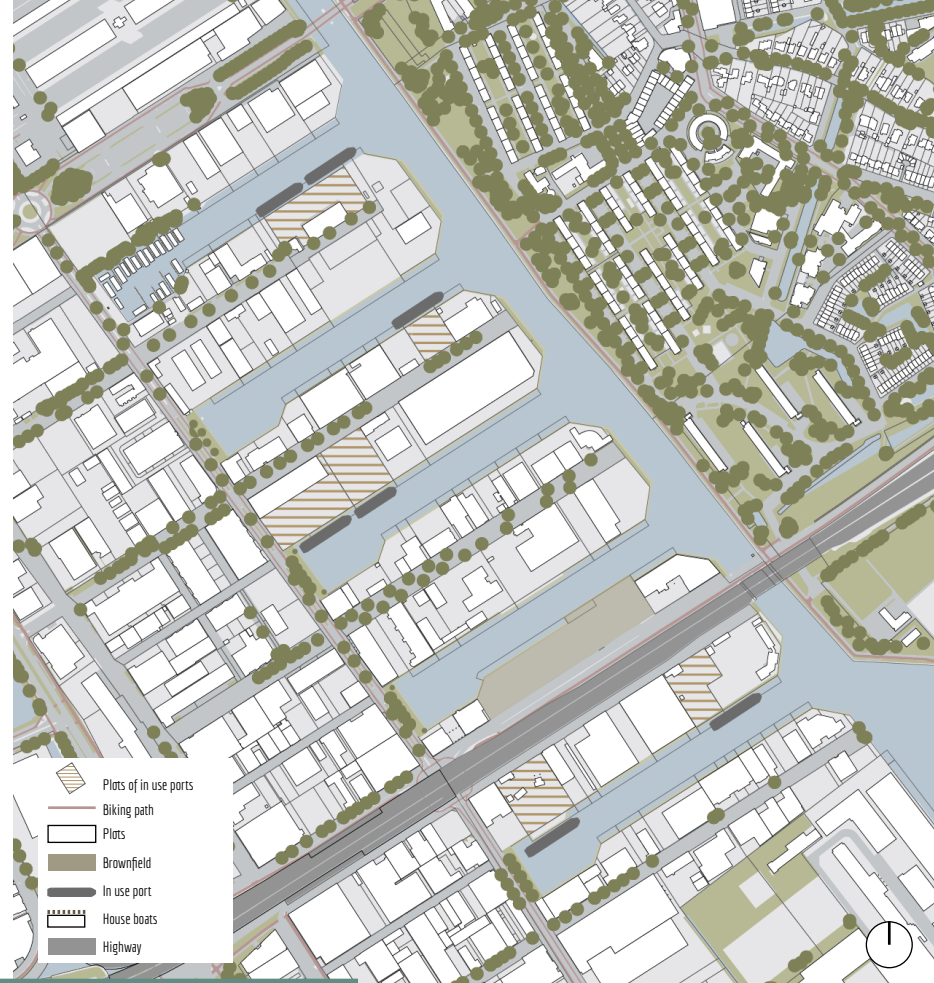 Plots of in use ports
Biking path
Plots
Brownfield
In use port
House boats
Highway